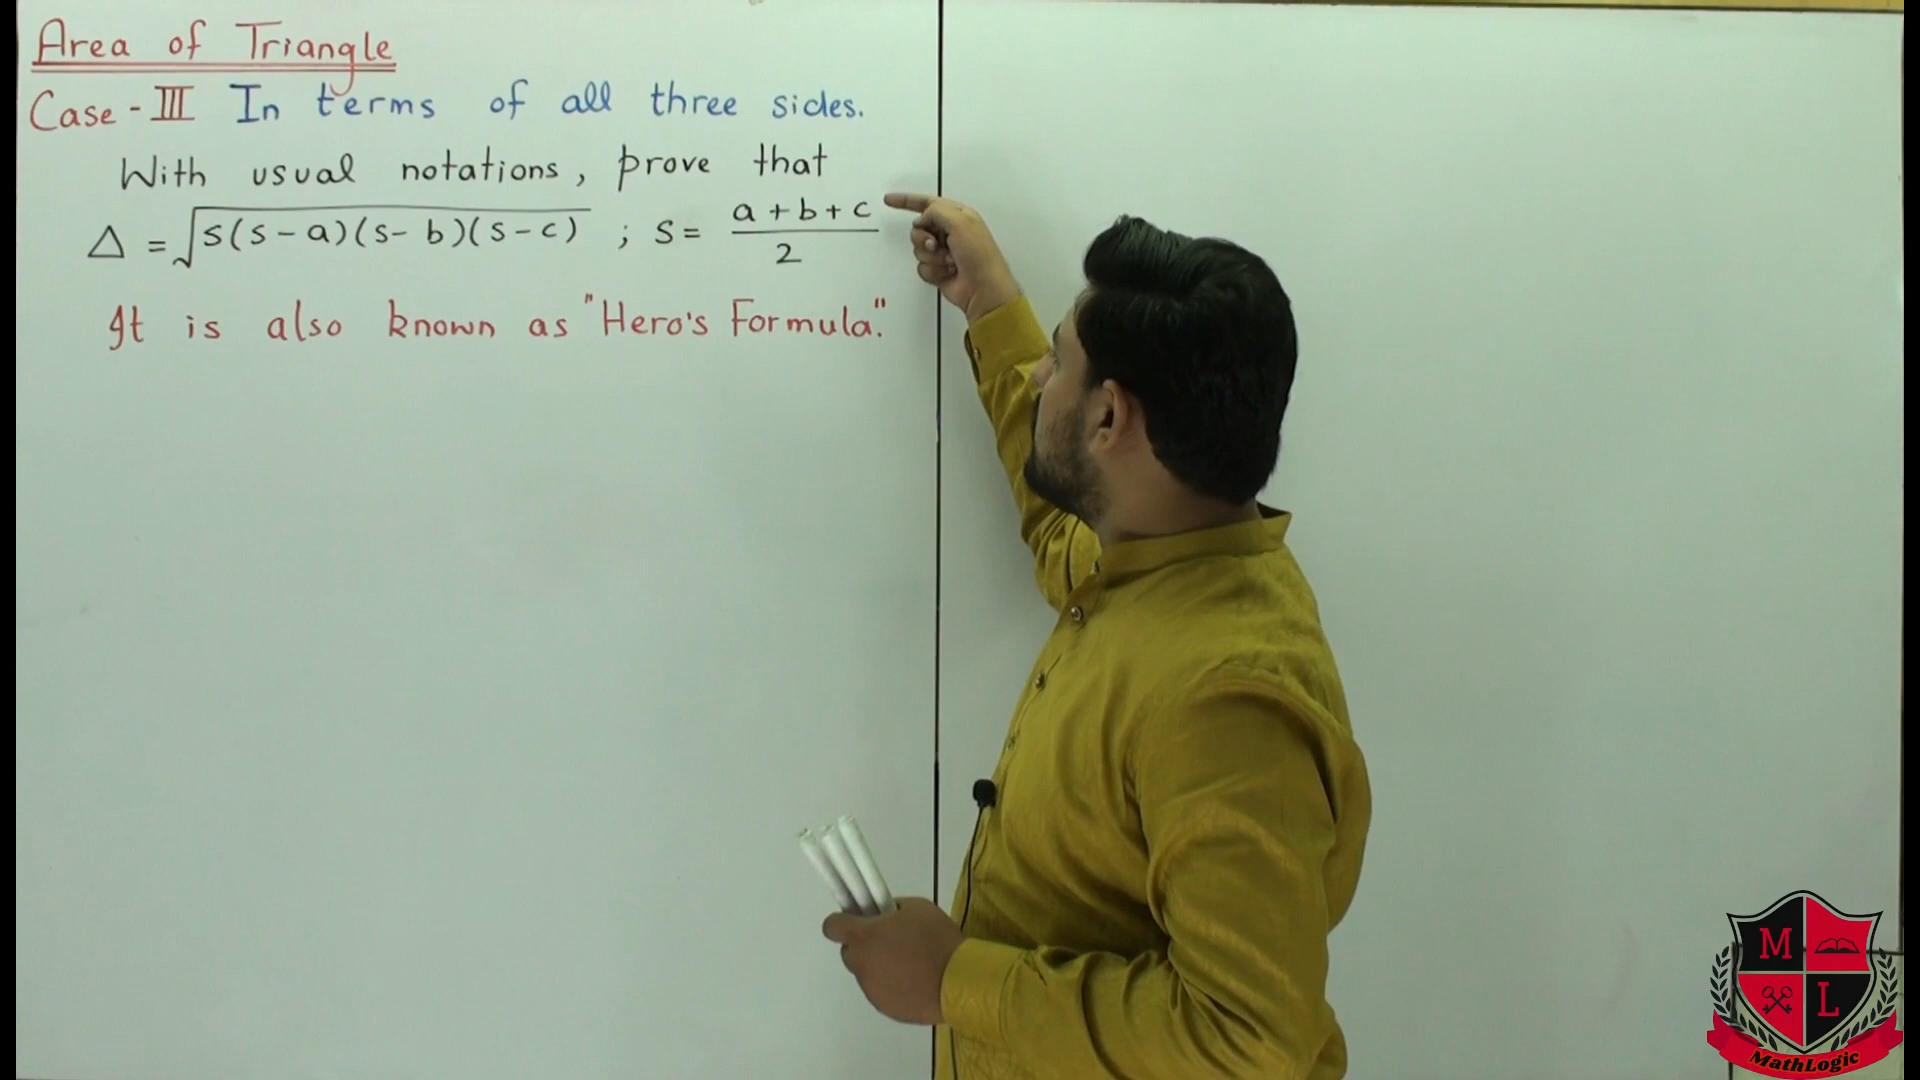 Area of Triangle
Case - III In terms of all three sides.
With usual notations, prove that
Δ = √s(s-a)(s-b)(s-c) ; s = a+b+c / 2
It is also known as "Hero's Formula."
M L
MathLogic